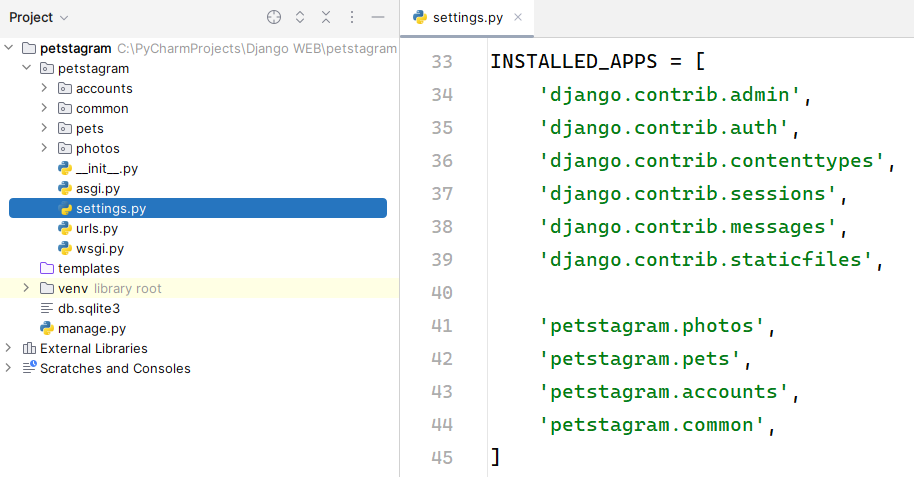 Project
petstagram C:\PyCharmProjects\Django WEB\petstagram
petstagram
accounts
common
pets
photos
__init__.py
asgi.py
settings.py
urls.py
wsgi.py
templates
venv library root
db.sqlite3
manage.py
External Libraries
Scratches and Consoles
settings.py
33 INSTALLED_APPS = [
34     'django.contrib.admin',
35     'django.contrib.auth',
36     'django.contrib.contenttypes',
37     'django.contrib.sessions',
38     'django.contrib.messages',
39     'django.contrib.staticfiles',
40
41     'petstagram.photos',
42     'petstagram.pets',
43     'petstagram.accounts',
44     'petstagram.common',
45 ]